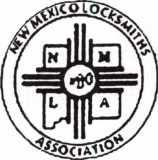 NEW MEXICO LOCKSMITHS
N M
L A
ASSOCIATION